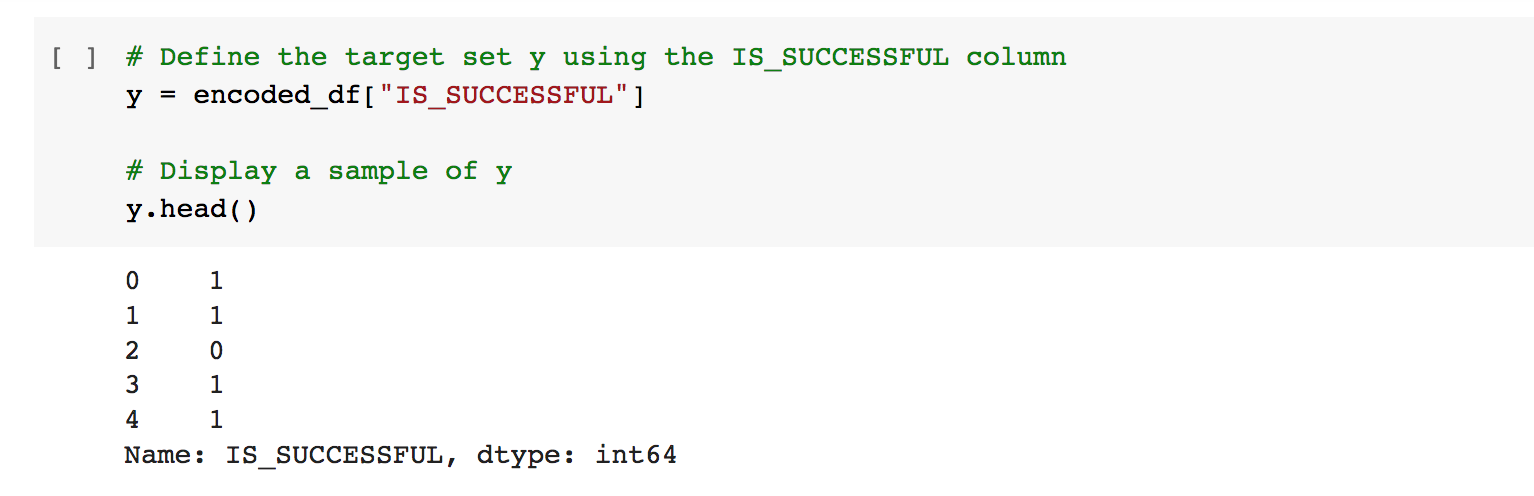 [ ] # Define the target set y using the IS_SUCCESSFUL column
y = encoded_df["IS_SUCCESSFUL"]
# Display a sample of y
y.head()
0 1
1 1
2 0
3 1
4 1
Name: IS_SUCCESSFUL, dtype: int64